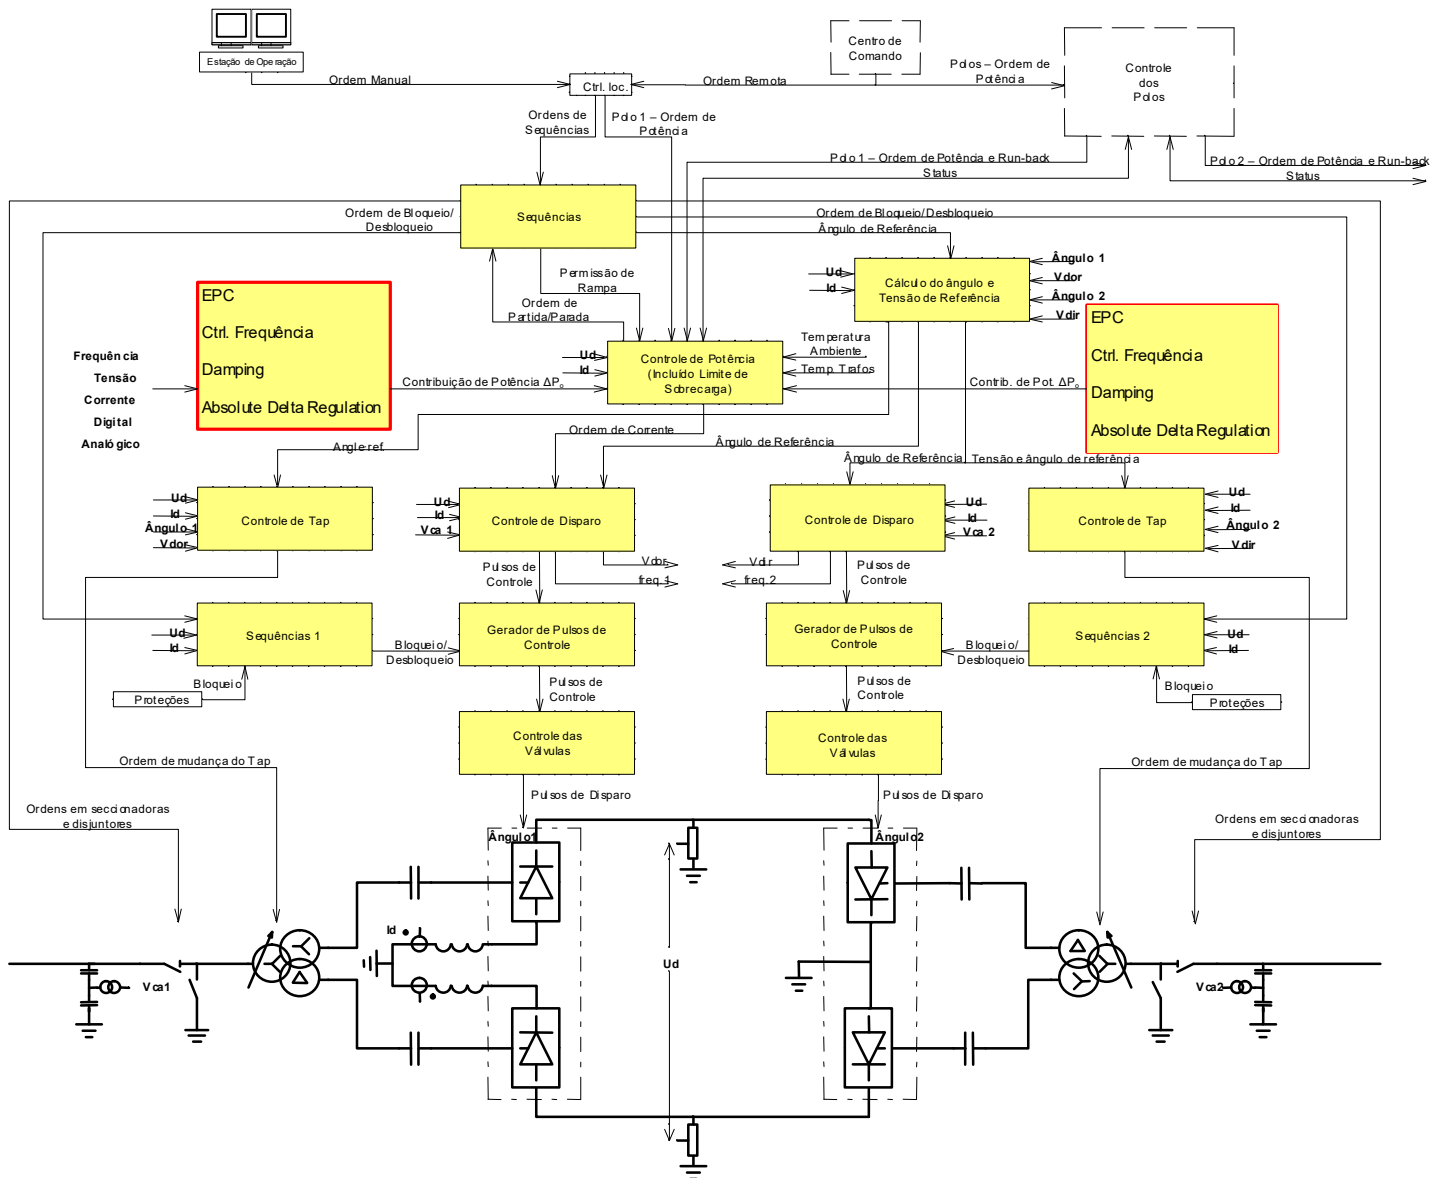 Estação de Operação
Centro de
Comando
Controle
dos
Polos
Ordem Manual
Ctrl. loc.
Ordem Remota
Polos – Ordem de
Potência
Ordens de
Sequências
Polo 1 – Ordem de
Potência
Polo 1 – Ordem de Potência e Run-back
Status
Polo 2 – Ordem de Potência e Run-back
Status
Ordem de Bloqueio/
Desbloqueio
Sequências
Ordem de Bloqueio/Desbloqueio
Ângulo de Referência
Permissão de
Rampa
Ordem de
Partida/Parada
Ud
Id
Cálculo do ângulo e
Tensão de Referência
Ângulo 1
Vdor
Ângulo 2
Vdir
EPC
Ctrl. Frequência
Damping
Absolute Delta Regulation
Frequência
Tensão
Corrente
Digital
Analógico
Contribuição de Potência ΔPₒ
Ud
Id
Controle de Potência
(Incluído Limite de
Sobrecarga)
Temperatura
Ambiente
Temp. Trafos
Contrib. de Pot. ΔPₒ
EPC
Ctrl. Frequência
Damping
Absolute Delta Regulation
Angle ref.
Ordem de Corrente
Ângulo de Referência
Ângulo de Referência
Tensão e ângulo de referência
Ud
Id
Ângulo 1
Vdor
Controle de Tap
Ud
Id
Vca 1
Controle de Disparo
Controle de Disparo
Ud
Id
Vca 2
Controle de Tap
Ud
Id
Ângulo 2
Vdir
Pulsos de
Controle
Vdor
freq.1
Vdir
freq.2
Pulsos de
Controle
Ud
Id
Sequências 1
Bloqueio/
Desbloqueio
Gerador de Pulsos de
Controle
Gerador de Pulsos de
Controle
Bloqueio/
Desbloqueio
Sequências 2
Ud
Id
Bloqueio
Proteções
Pulsos de
Controle
Pulsos de
Controle
Bloqueio
Proteções
Controle das
Válvulas
Controle das
Válvulas
Ordem de mudança do Tap
Ordem de mudança do Tap
Pulsos de Disparo
Pulsos de Disparo
Ordens em seccionadoras
e disjuntores
Ordens em seccionadoras
e disjuntores
Ângulo1
Ângulo2
Id
Ud
Vca1
Vca2